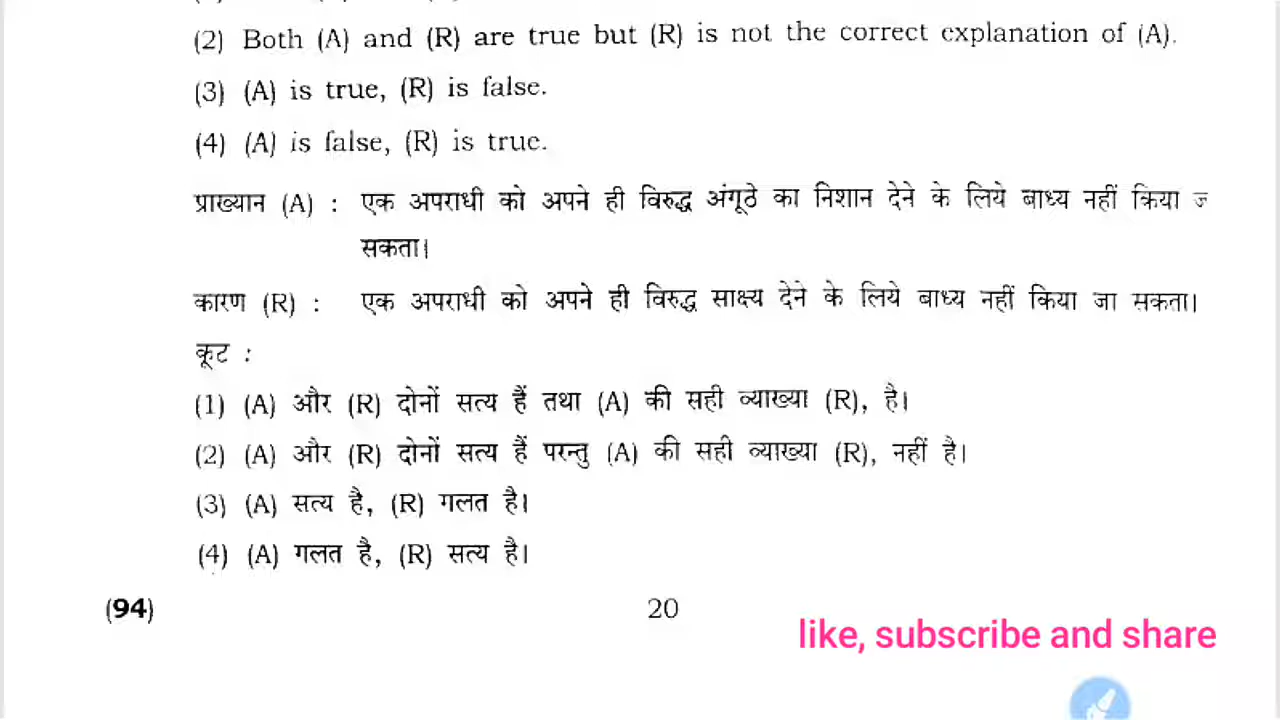 (2) Both (A) and (R) are true but (R) is not the correct explanation of (A).
(3) (A) is true, (R) is false.
(4) (A) is false, (R) is true.
प्राख्यान (A) : एक अपराधी को अपने ही विरुद्ध अंगूठे का निशान देने के लिये बाध्य नहीं किया
सकता।
कारण (R) : एक अपराधी को अपने ही विरुद्ध साक्ष्य देने के लिये बाध्य नहीं किया जा सकता।
कूट :
(1) (A) और (R) दोनों सत्य हैं तथा (A) की सही व्याख्या (R), है।
(2) (A) और (R) दोनों सत्य हैं परन्तु (A) की सही व्याख्या (R), नहीं है।
(3) (A) सत्य है, (R) गलत है।
(4) (A) गलत है, (R) सत्य है।
(94) 20
like, subscribe and share